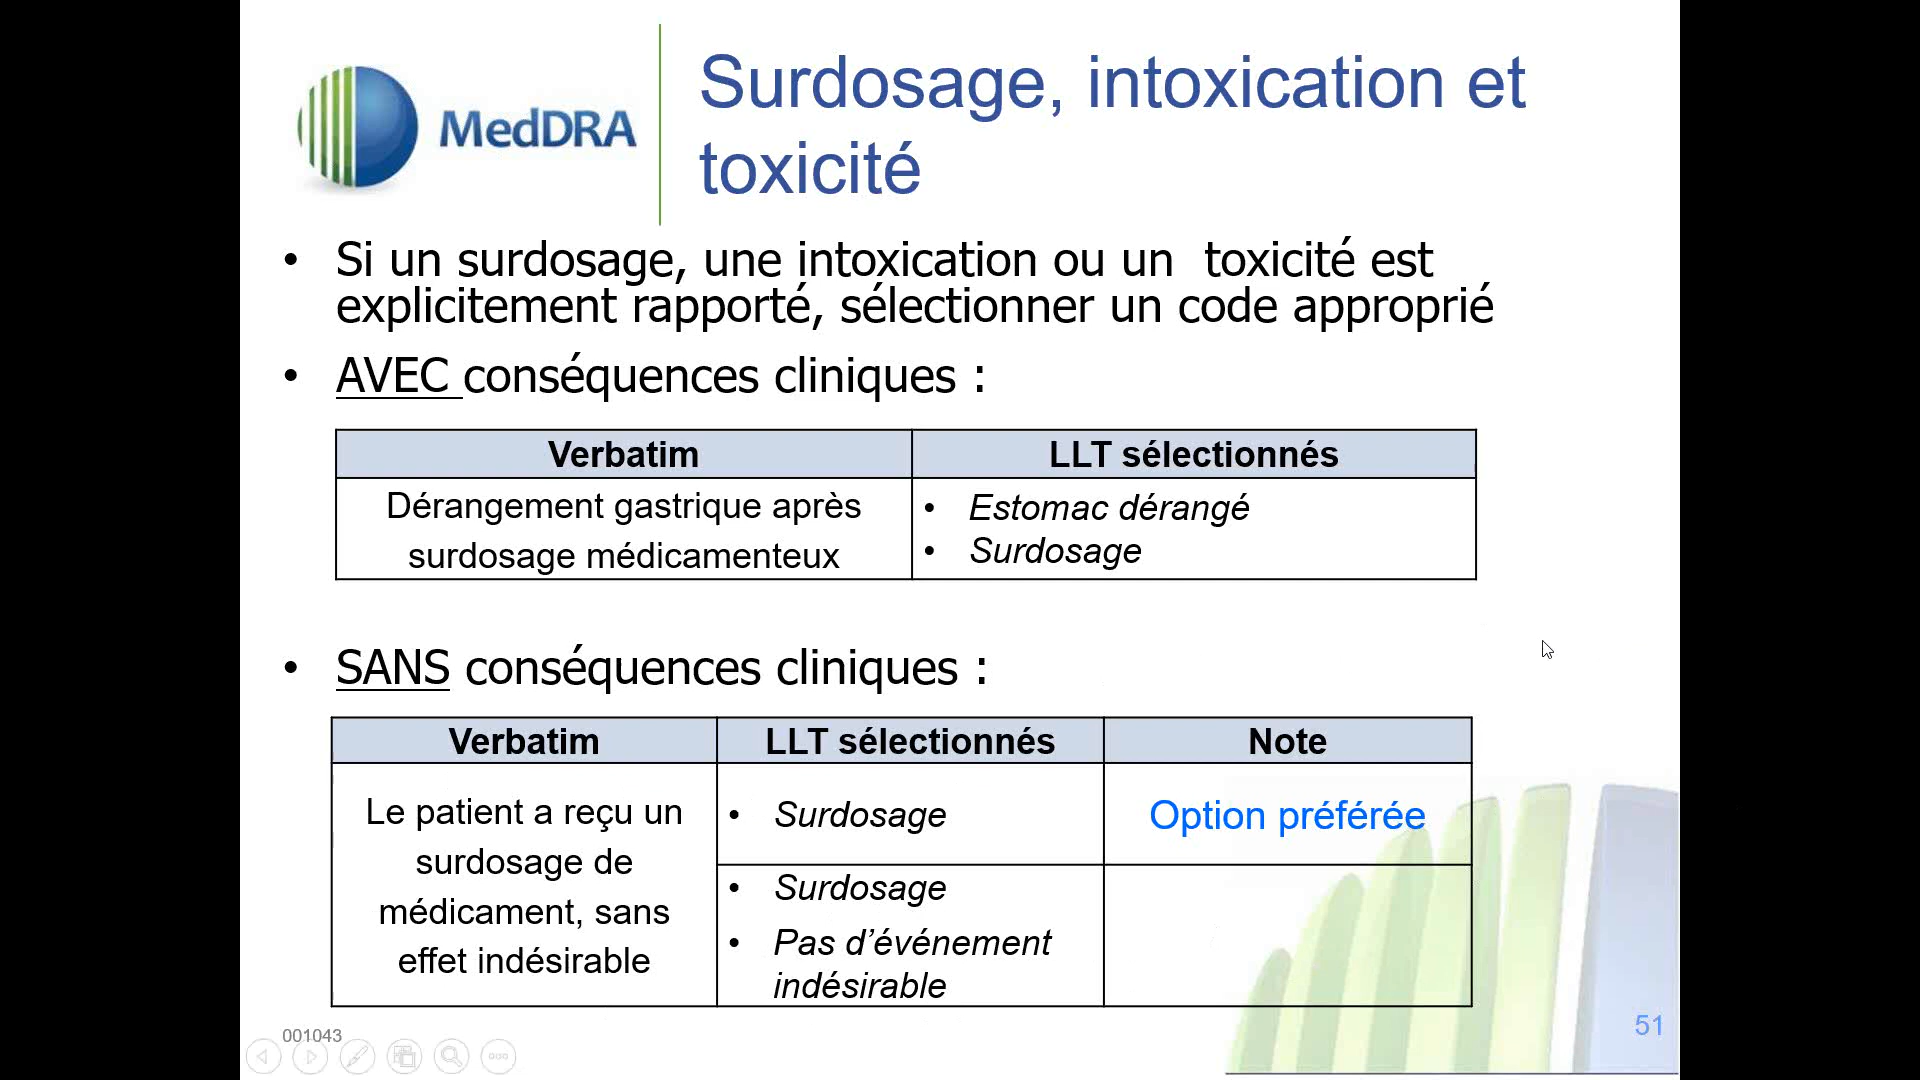 MedDRA
Surdosage, intoxication et
toxicité
• Si un surdosage, une intoxication ou un  toxicité est
explicitement rapporté, sélectionner un code approprié
• AVEC conséquences cliniques :
Verbatim
LLT sélectionnés
Dérangement gastrique après
surdosage médicamenteux
• Estomac dérangé
• Surdosage
• SANS conséquences cliniques :
Verbatim
LLT sélectionnés
Note
Le patient a reçu un
surdosage de
médicament, sans
effet indésirable
• Surdosage
Option préférée
• Surdosage
• Pas d’événement
indésirable
001043
51